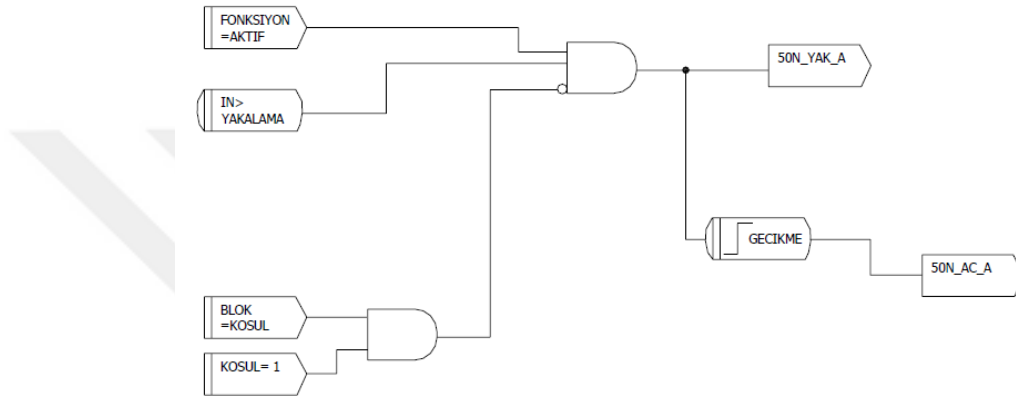 FONKSIYON
=AKTIF
50N_YAK_A
IN>
YAKALAMA
GECIKME
50N_AC_A
BLOK
=KOSUL
KOSUL= 1